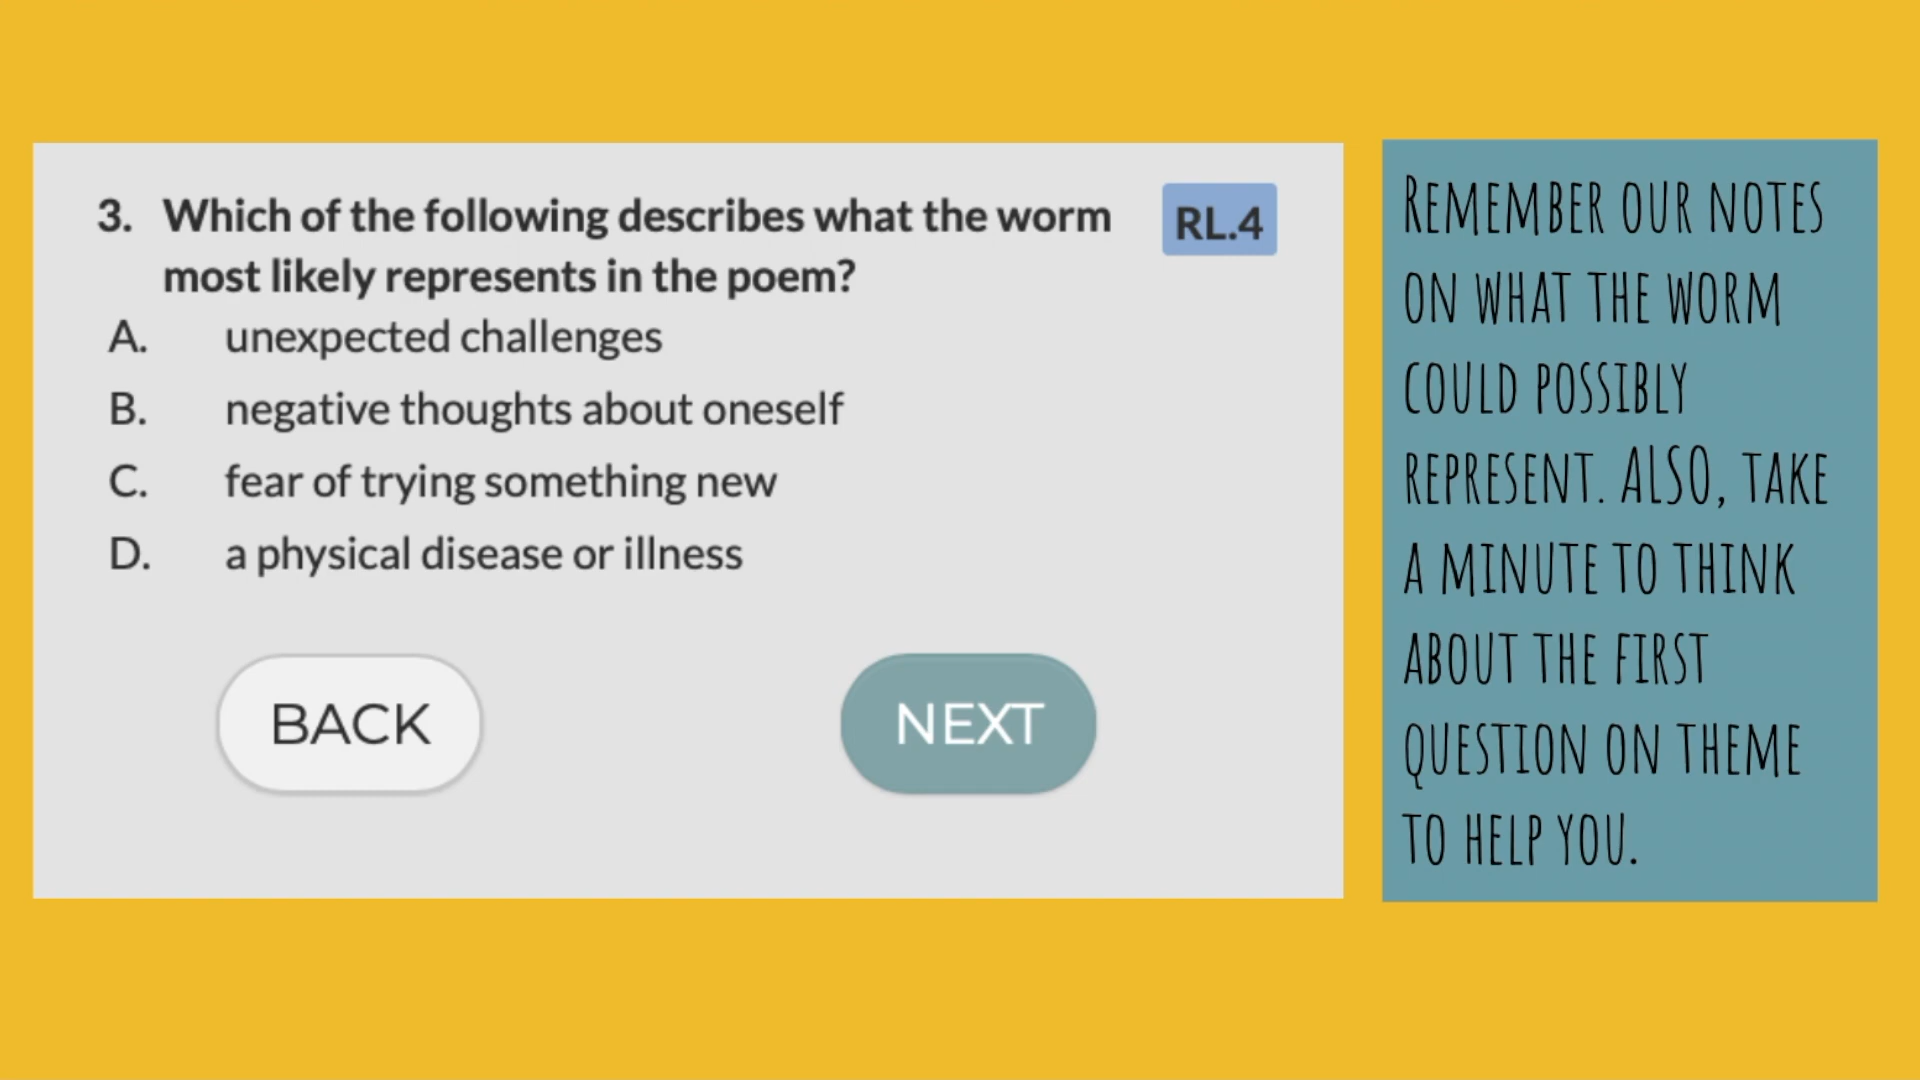 3. Which of the following describes what the worm
most likely represents in the poem?
RL.4
A. unexpected challenges
B. negative thoughts about oneself
C. fear of trying something new
D. a physical disease or illness
BACK
NEXT
REMEMBER OUR NOTES
ON WHAT THE WORM
COULD POSSIBLY
REPRESENT. ALSO, TAKE
A MINUTE TO THINK
ABOUT THE FIRST
QUESTION ON THEME
TO HELP YOU.